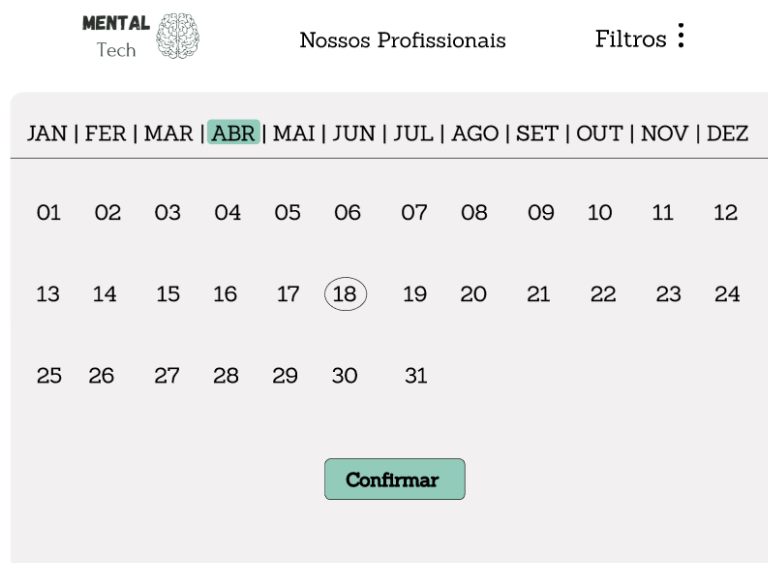 MENTAL
Tech
Nossos Profissionais
Filtros
JAN | FER | MAR | ABR | MAI | JUN | JUL | AGO | SET | OUT | NOV | DEZ
01 02 03 04 05 06 07 08 09 10 11 12
13 14 15 16 17 18 19 20 21 22 23 24
25 26 27 28 29 30 31
Confirmar